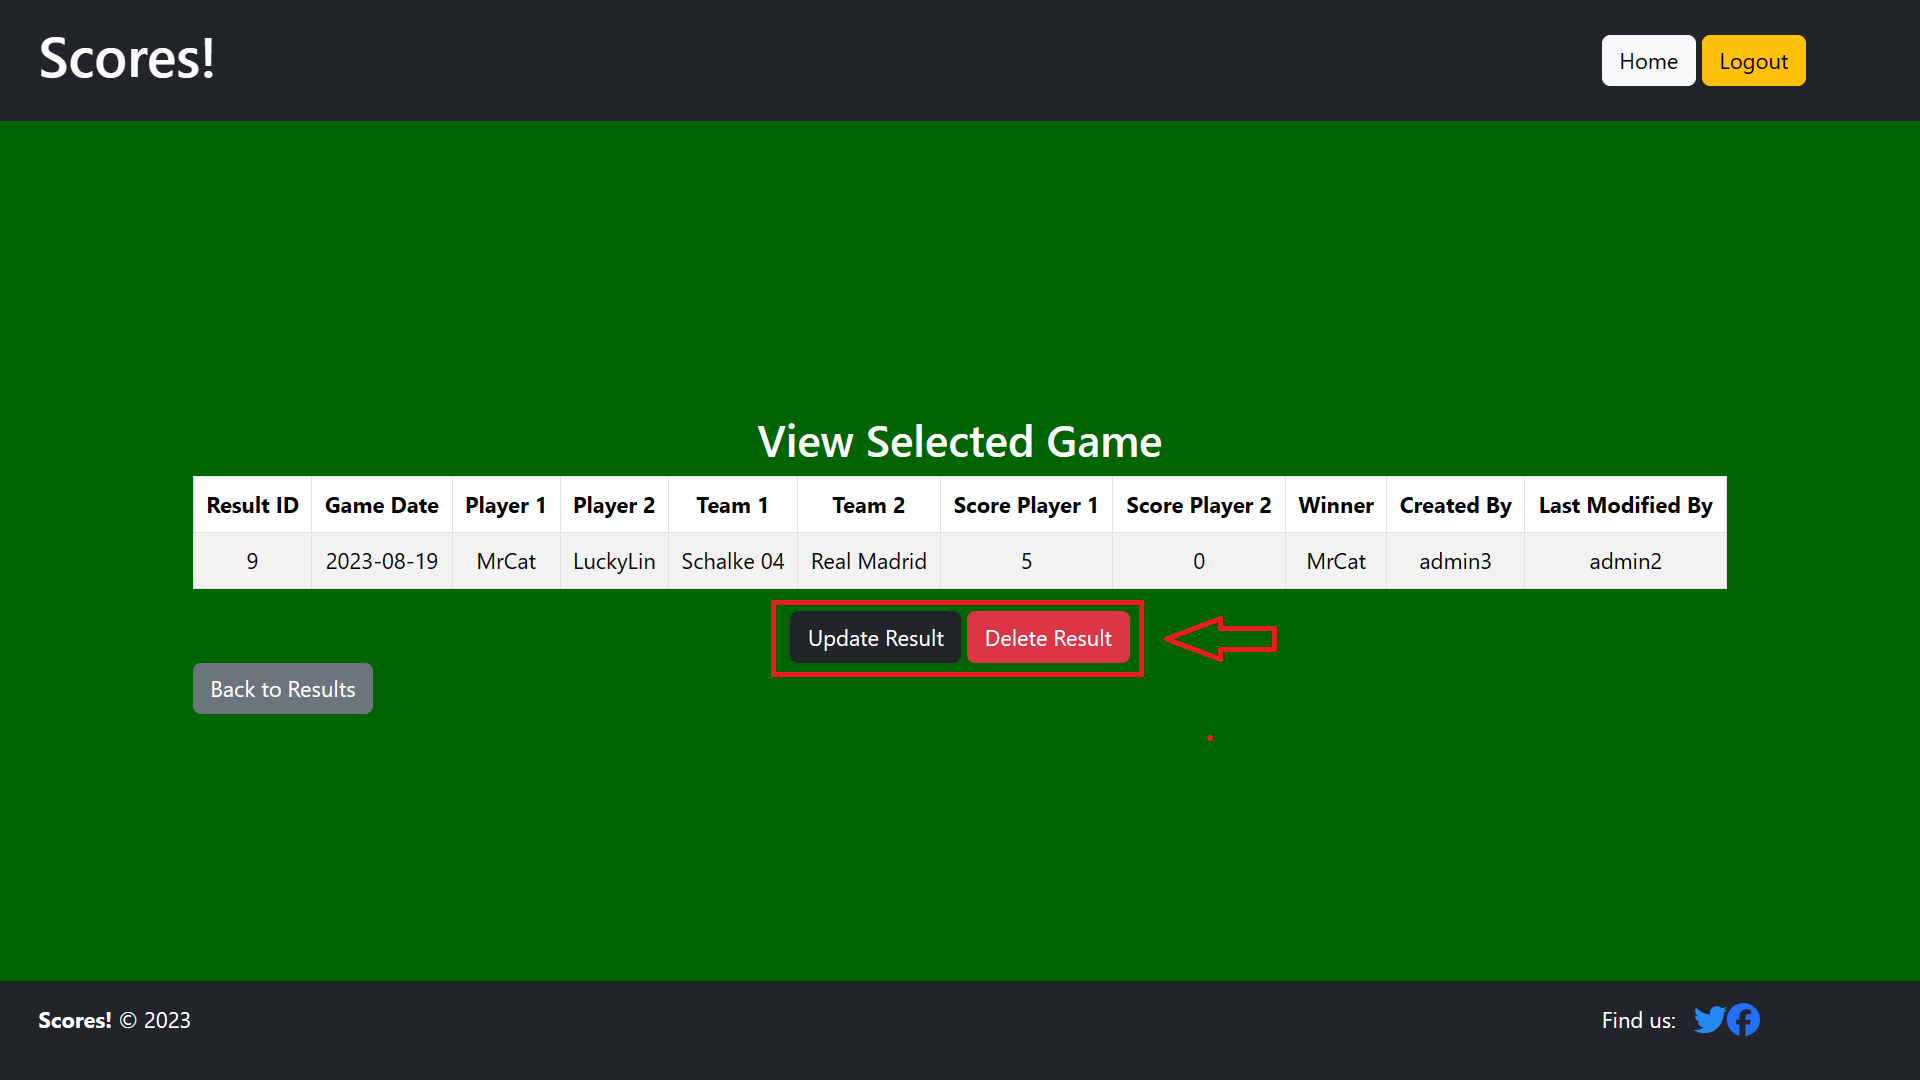 Scores!
Home Logout
View Selected Game
Result ID Game Date Player 1 Player 2 Team 1 Team 2 Score Player 1 Score Player 2 Winner Created By Last Modified By
9 2023-08-19 MrCat LuckyLin Schalke 04 Real Madrid 5 0 MrCat admin3 admin2
Update Result Delete Result
Back to Results
Scores! © 2023
Find us: